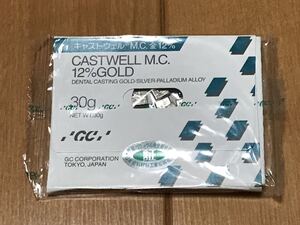 キャストウェル M.C. 金12%
CASTWELL M.C.
12%GOLD
DENTAL CASTING GOLD-SILVER-PALLADIUM ALLOY
30g
NET W.(30g)
GC
GC CORPORATION
TOKYO, JAPAN